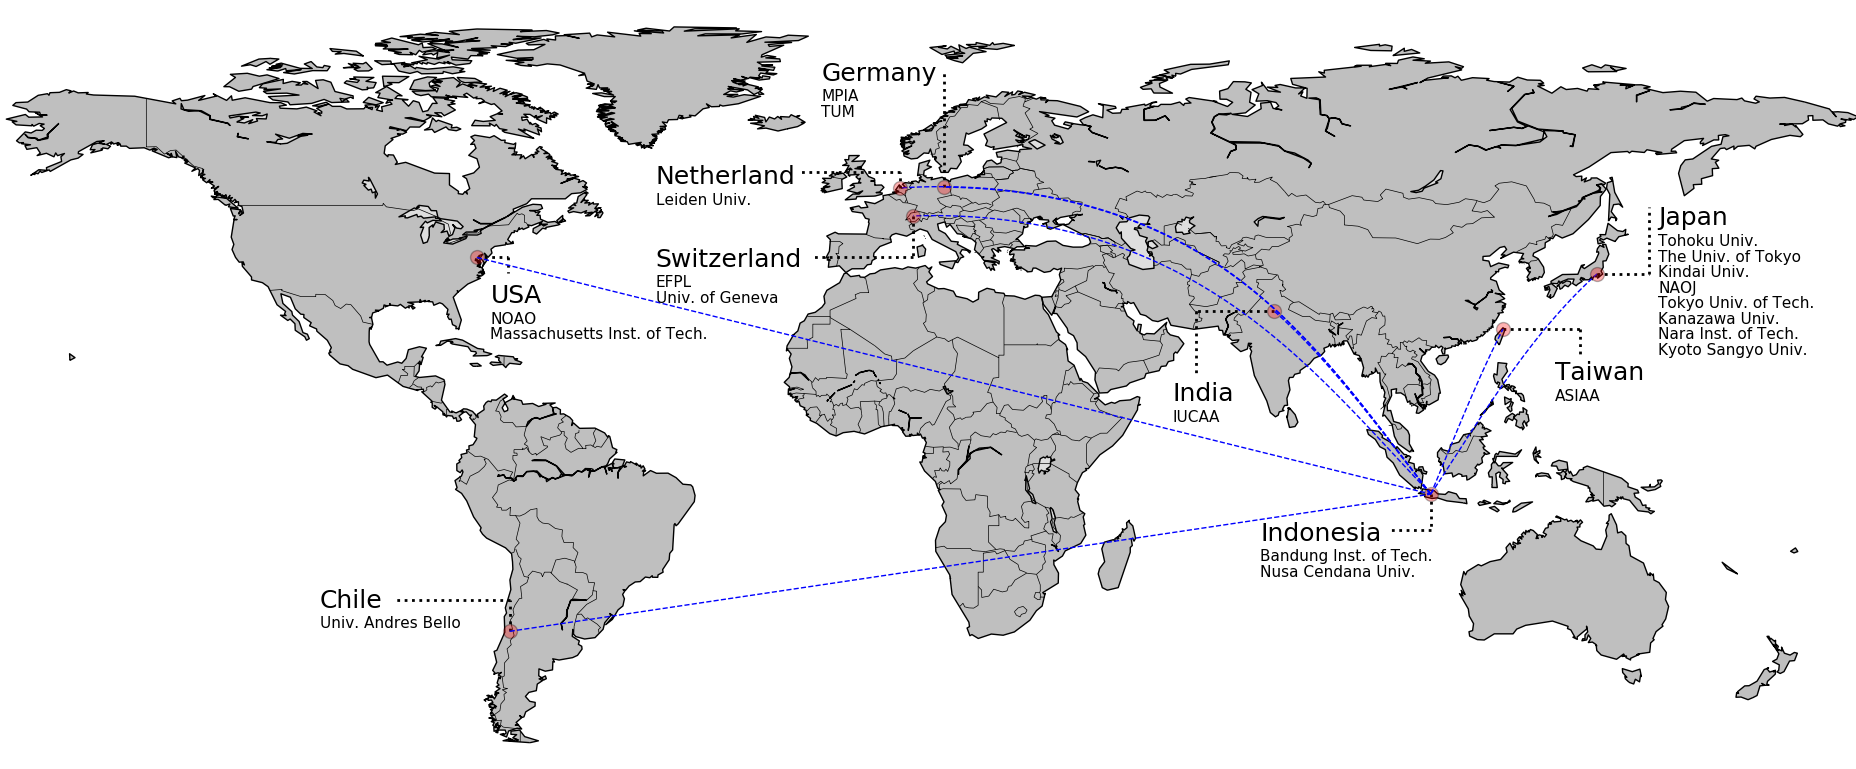 Germany
MPIA
TUM
Netherland
Leiden Univ.
Switzerland
EFPL
Univ. of Geneva
USA
NOAO
Massachusetts Inst. of Tech.
Japan
Tohoku Univ.
The Univ. of Tokyo
Kindai Univ.
NAOJ
Tokyo Univ. of Tech.
Kanazawa Univ.
Nara Inst. of Tech.
Kyoto Sangyo Univ.
Taiwan
ASIAA
India
IUCAA
Indonesia
Bandung Inst. of Tech.
Nusa Cendana Univ.
Chile
Univ. Andres Bello